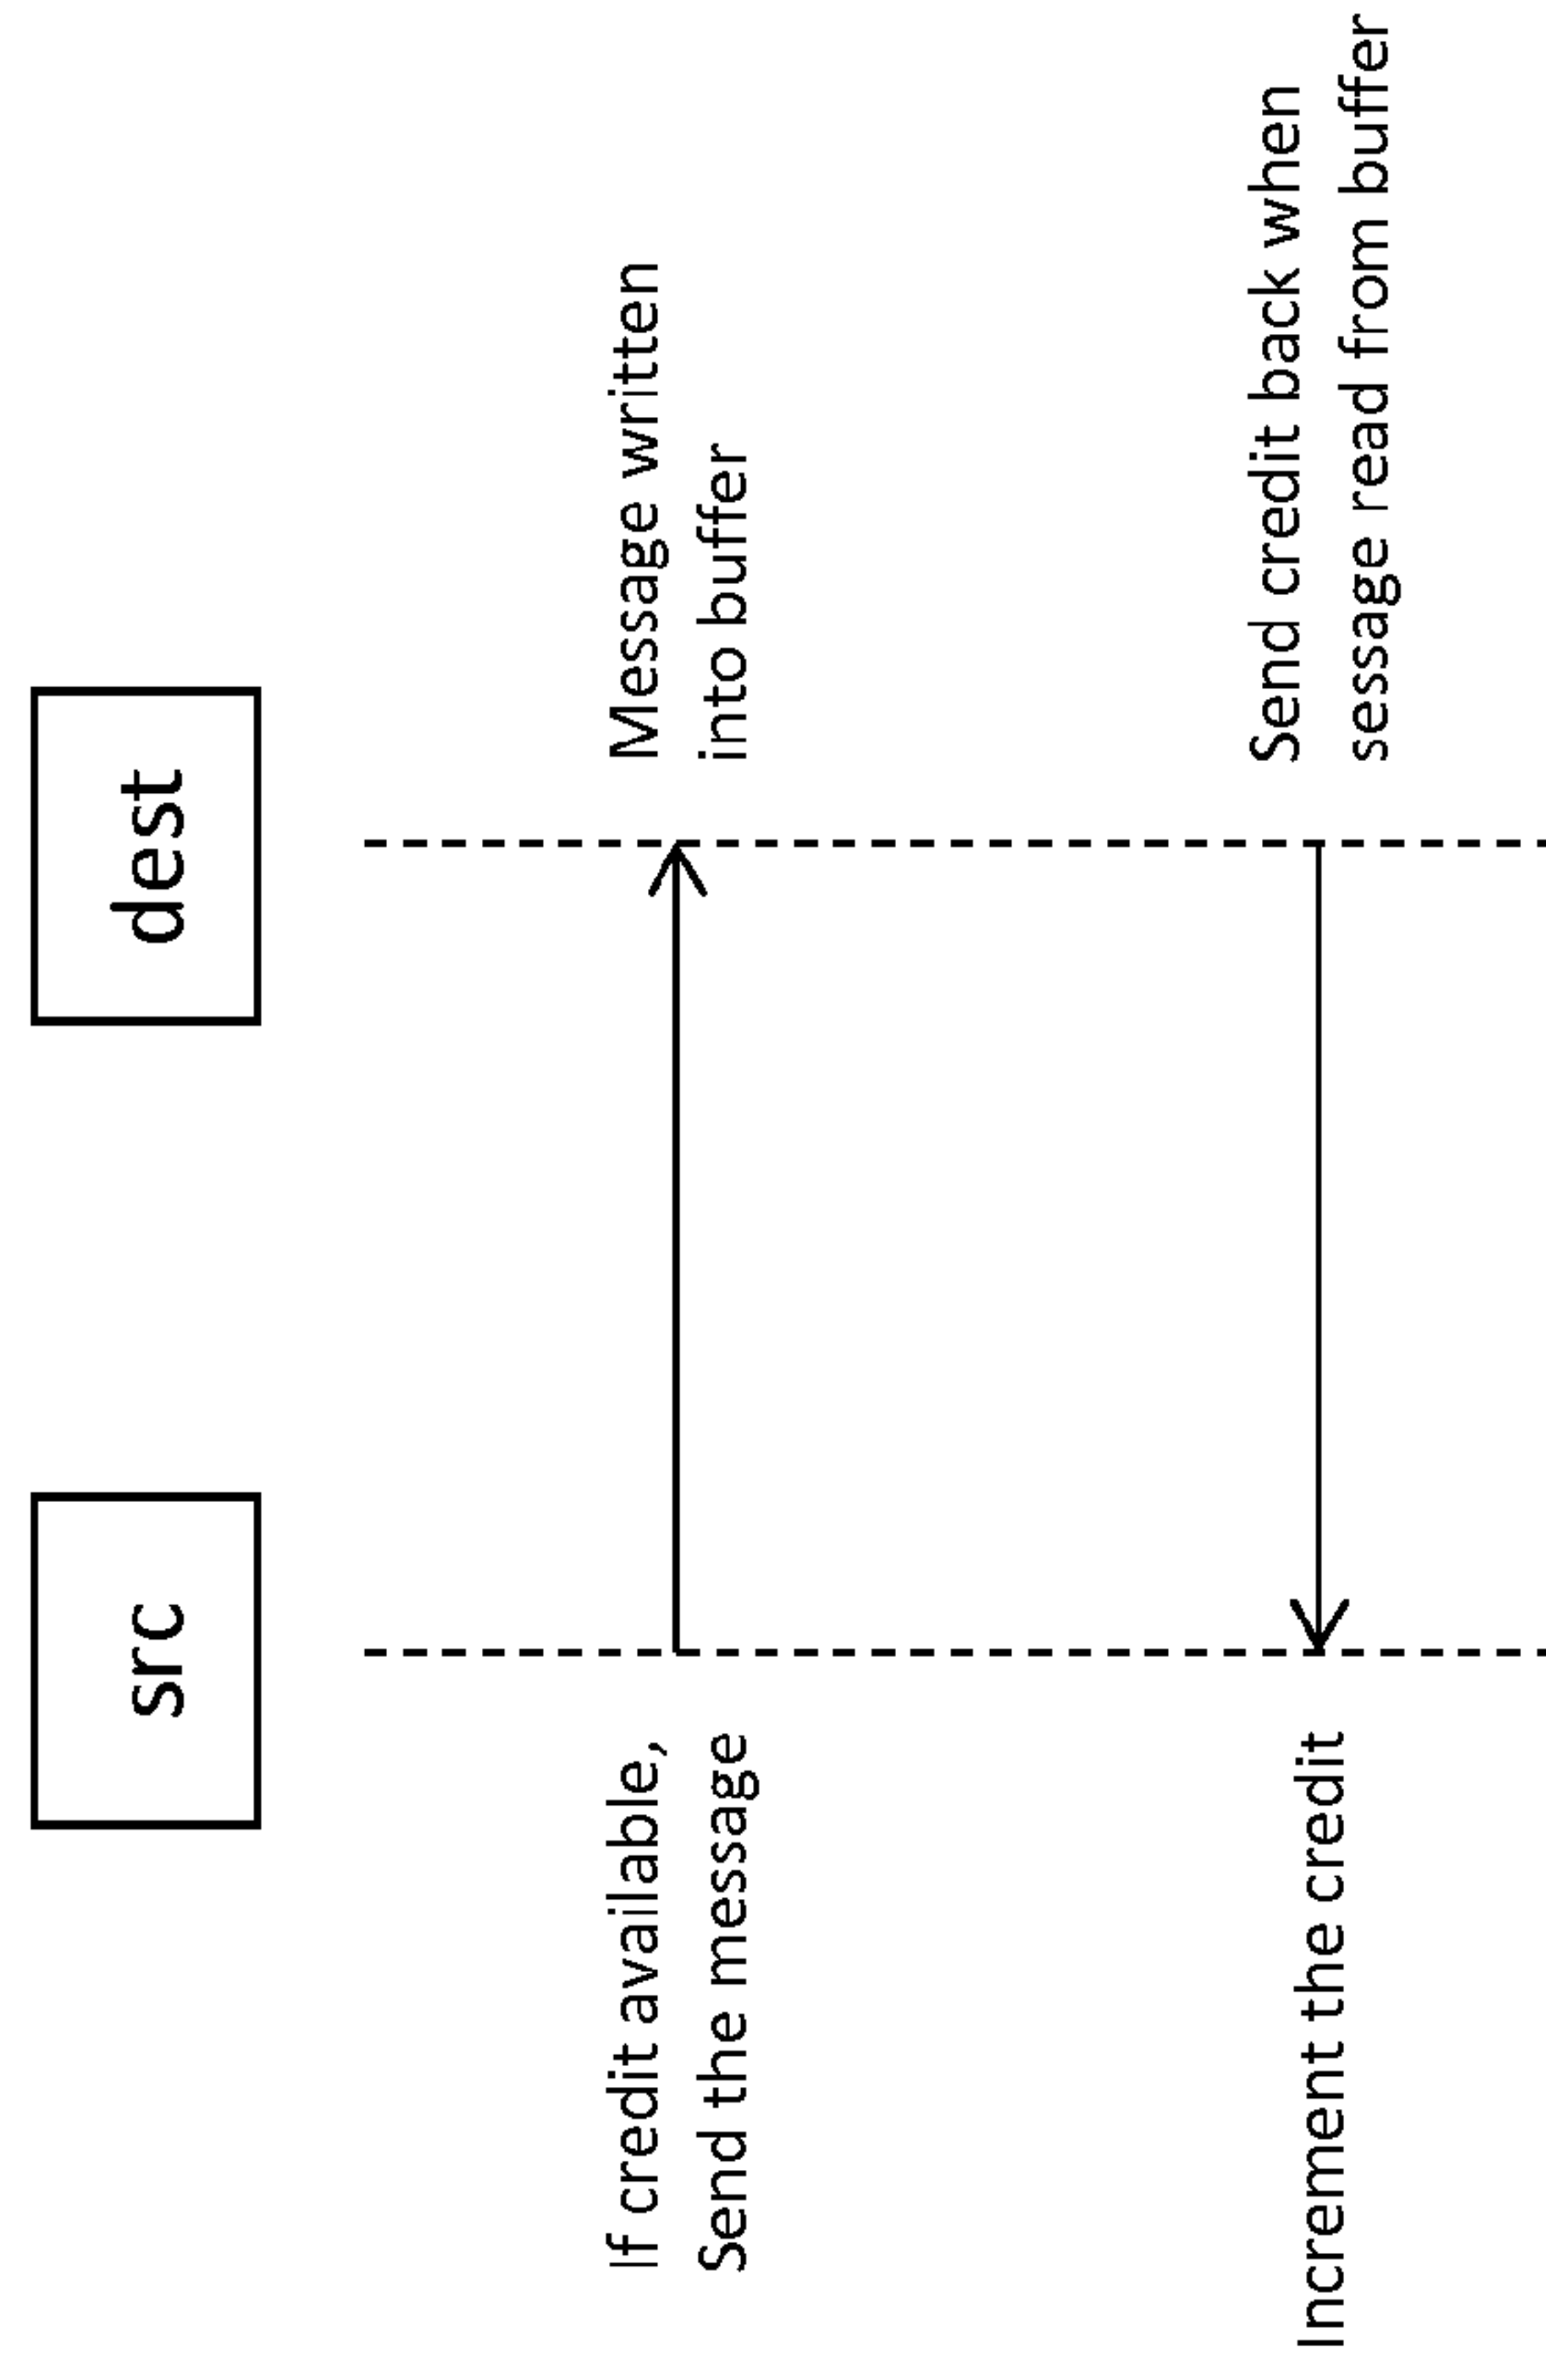 src
dest
If credit available,
Send the message
Message written
into buffer
Increment the credit
Send credit back when
sessage read from buffer